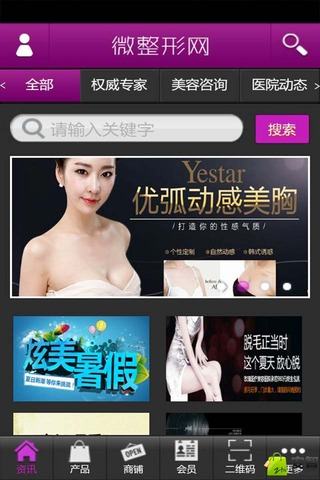 微整形网
全部
权威专家
美容咨询
医院动态
请输入关键字
搜索
Yestar
优弧动感美胸
打造你的性感气质
·个性定制 ·自然动感 ·韩式诱惑
炫美暑假
脱毛正当时
这个夏天 放心脱
资讯
产品
OPEN
商铺
会员
二维码
更多